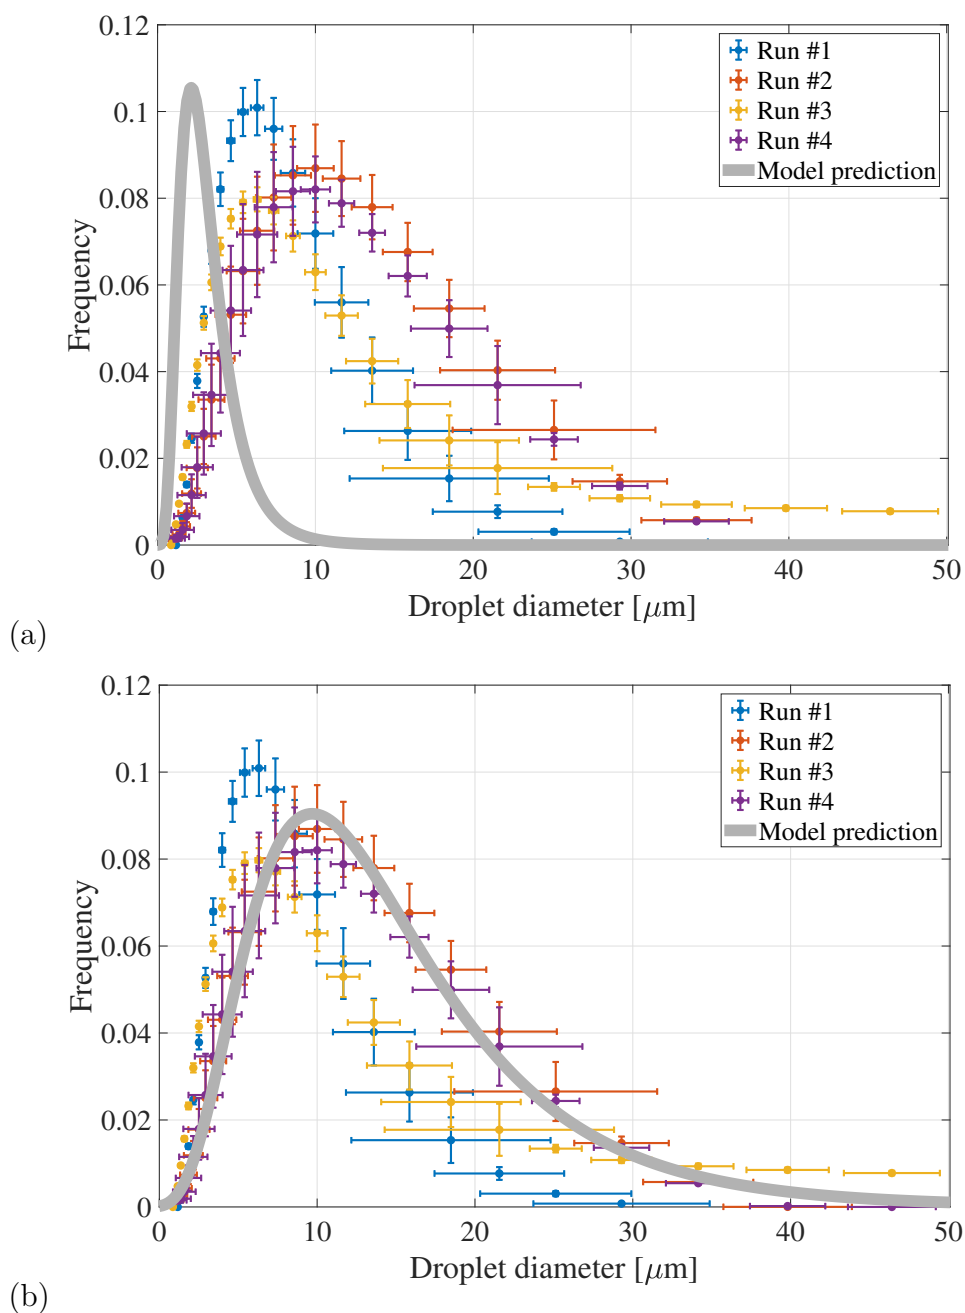 0.12
0.1
0.08
0.06
0.04
0.02
0
Frequency
Run #1
Run #2
Run #3
Run #4
Model prediction
0 10 20 30 40 50
Droplet diameter [μm]
(a)
0.12
0.1
0.08
0.06
0.04
0.02
0
Frequency
Run #1
Run #2
Run #3
Run #4
Model prediction
0 10 20 30 40 50
Droplet diameter [μm]
(b)